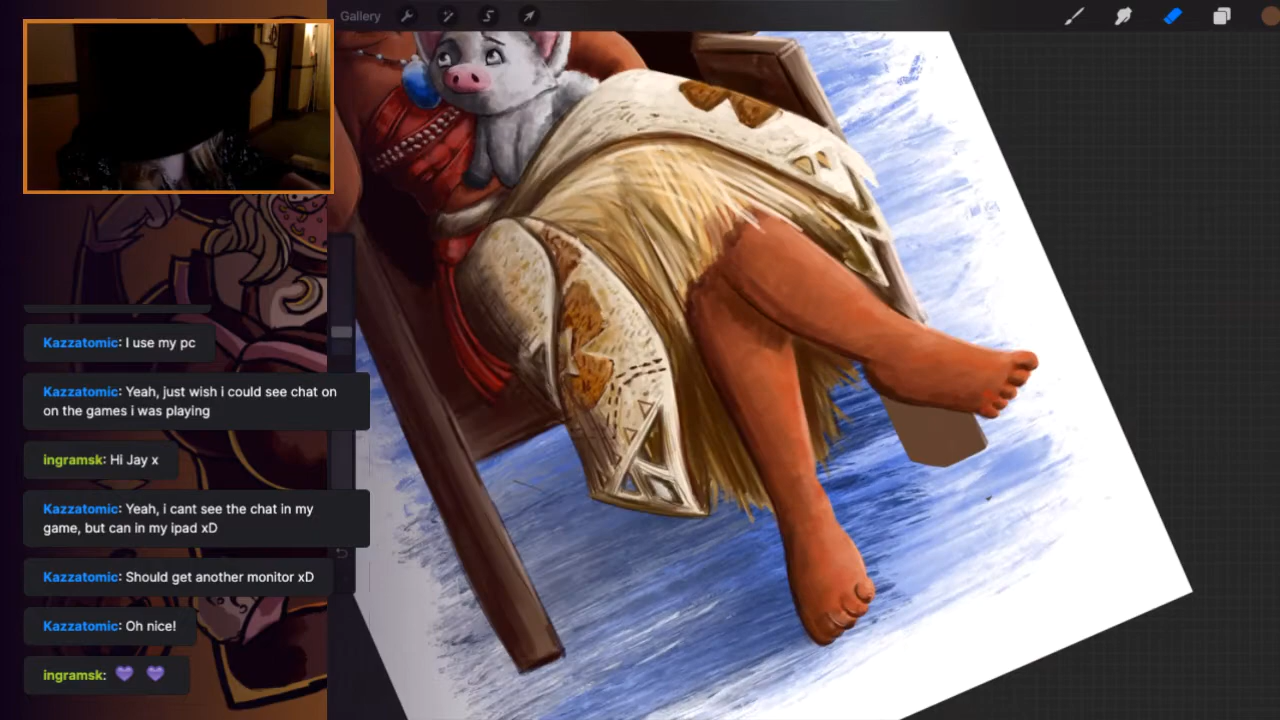 Gallery
Kazzatomic: I use my pc
Kazzatomic: Yeah, just wish i could see chat on
on the games i was playing
ingramsk: Hi Jay x
Kazzatomic: Yeah, i cant see the chat in my
game, but can in my ipad xD
Kazzatomic: Should get another monitor xD
Kazzatomic: Oh nice!
ingramsk: 💜 💜